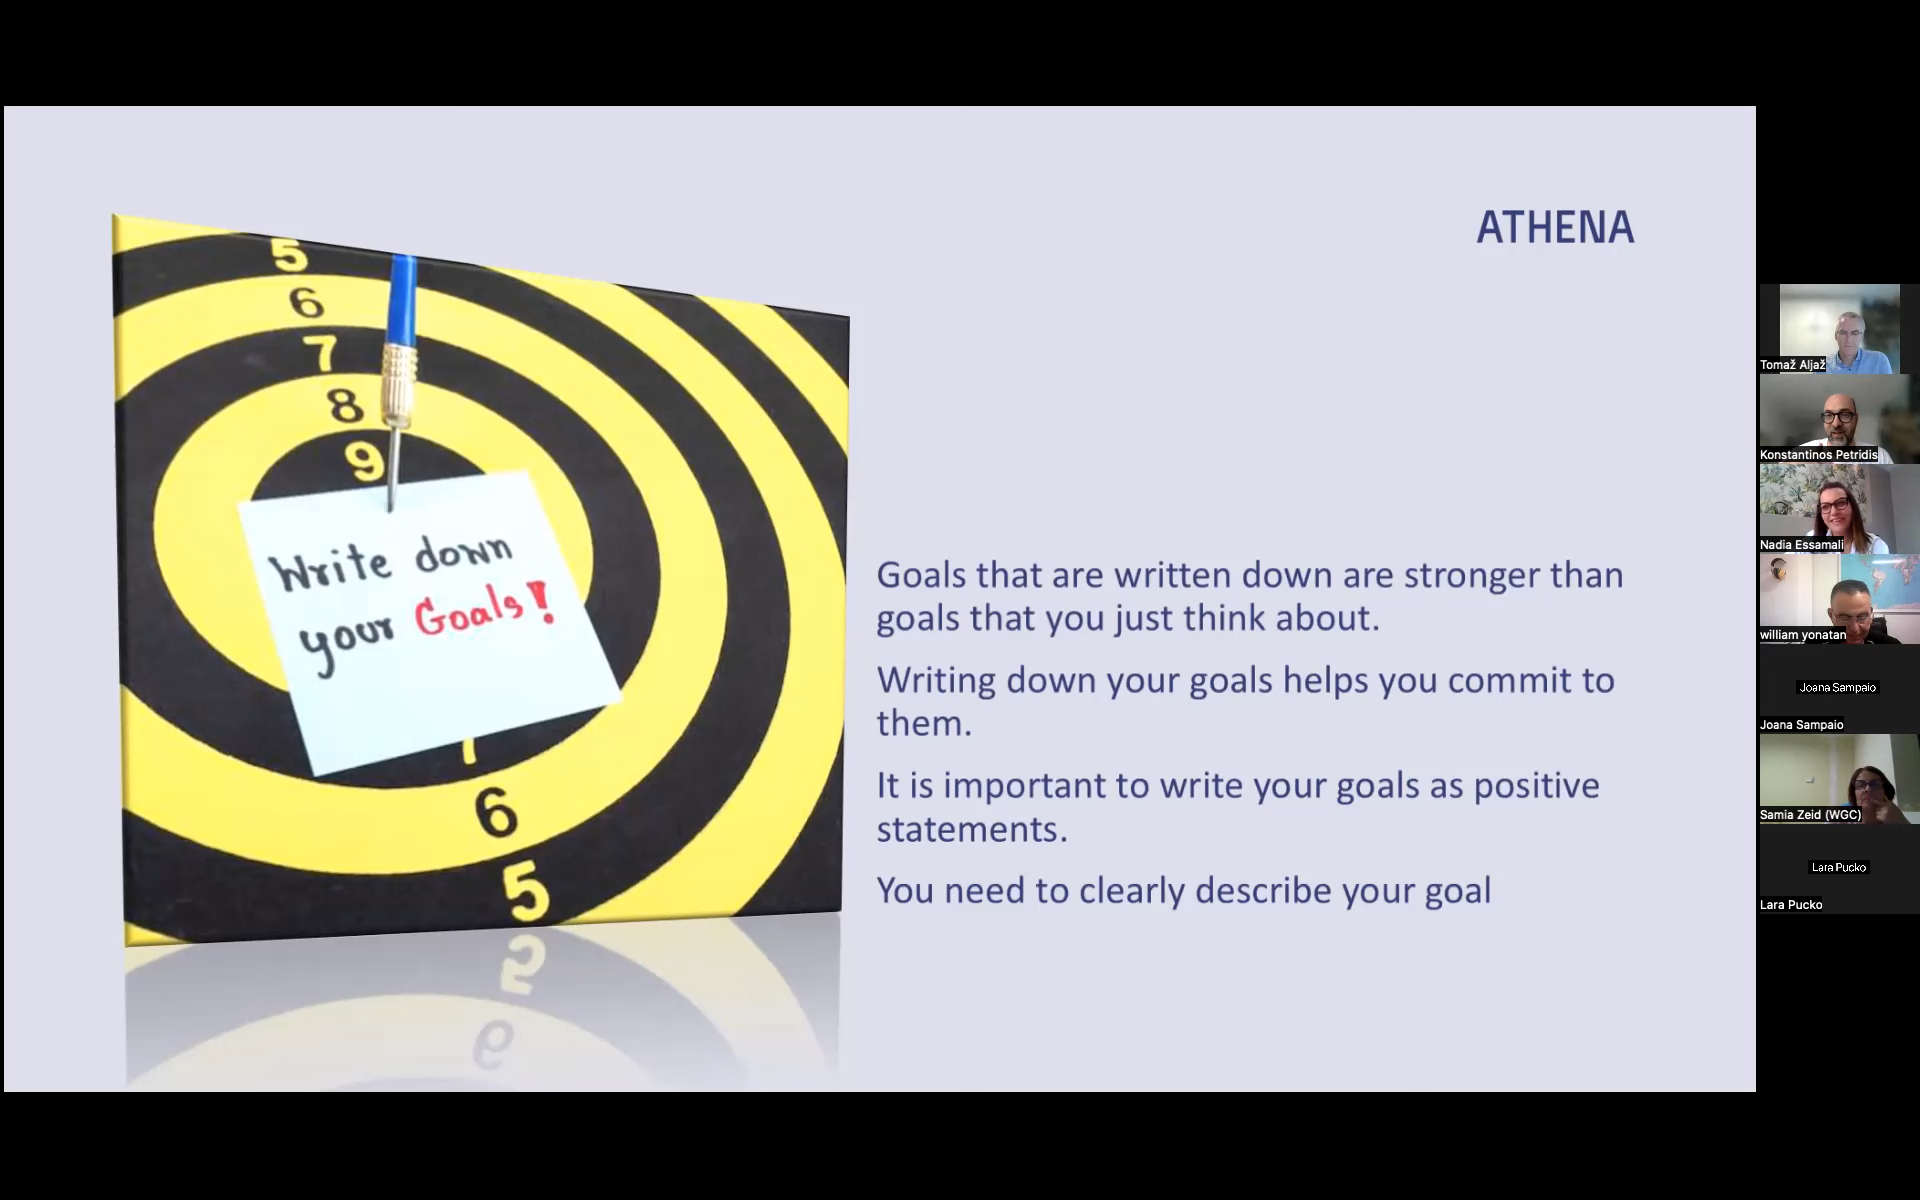 ATHENA
5
6
7
8
9
Write down
your Goals!
7
6
5
Goals that are written down are stronger than
goals that you just think about.
Writing down your goals helps you commit to
them.
It is important to write your goals as positive
statements.
You need to clearly describe your goal
Tomaž Aljaž
Konstantinos Petridis
Nadia Essamali
william yonatan
Joana Sampaio
Joana Sampaio
Samia Zeid (WGC)
Lara Pucko
Lara Pucko